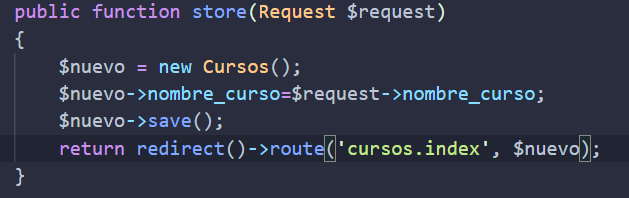 public function store(Request $request)
{
$nuevo = new Cursos();
$nuevo->nombre_curso=$request->nombre_curso;
$nuevo->save();
return redirect()->route('cursos.index', $nuevo);
}